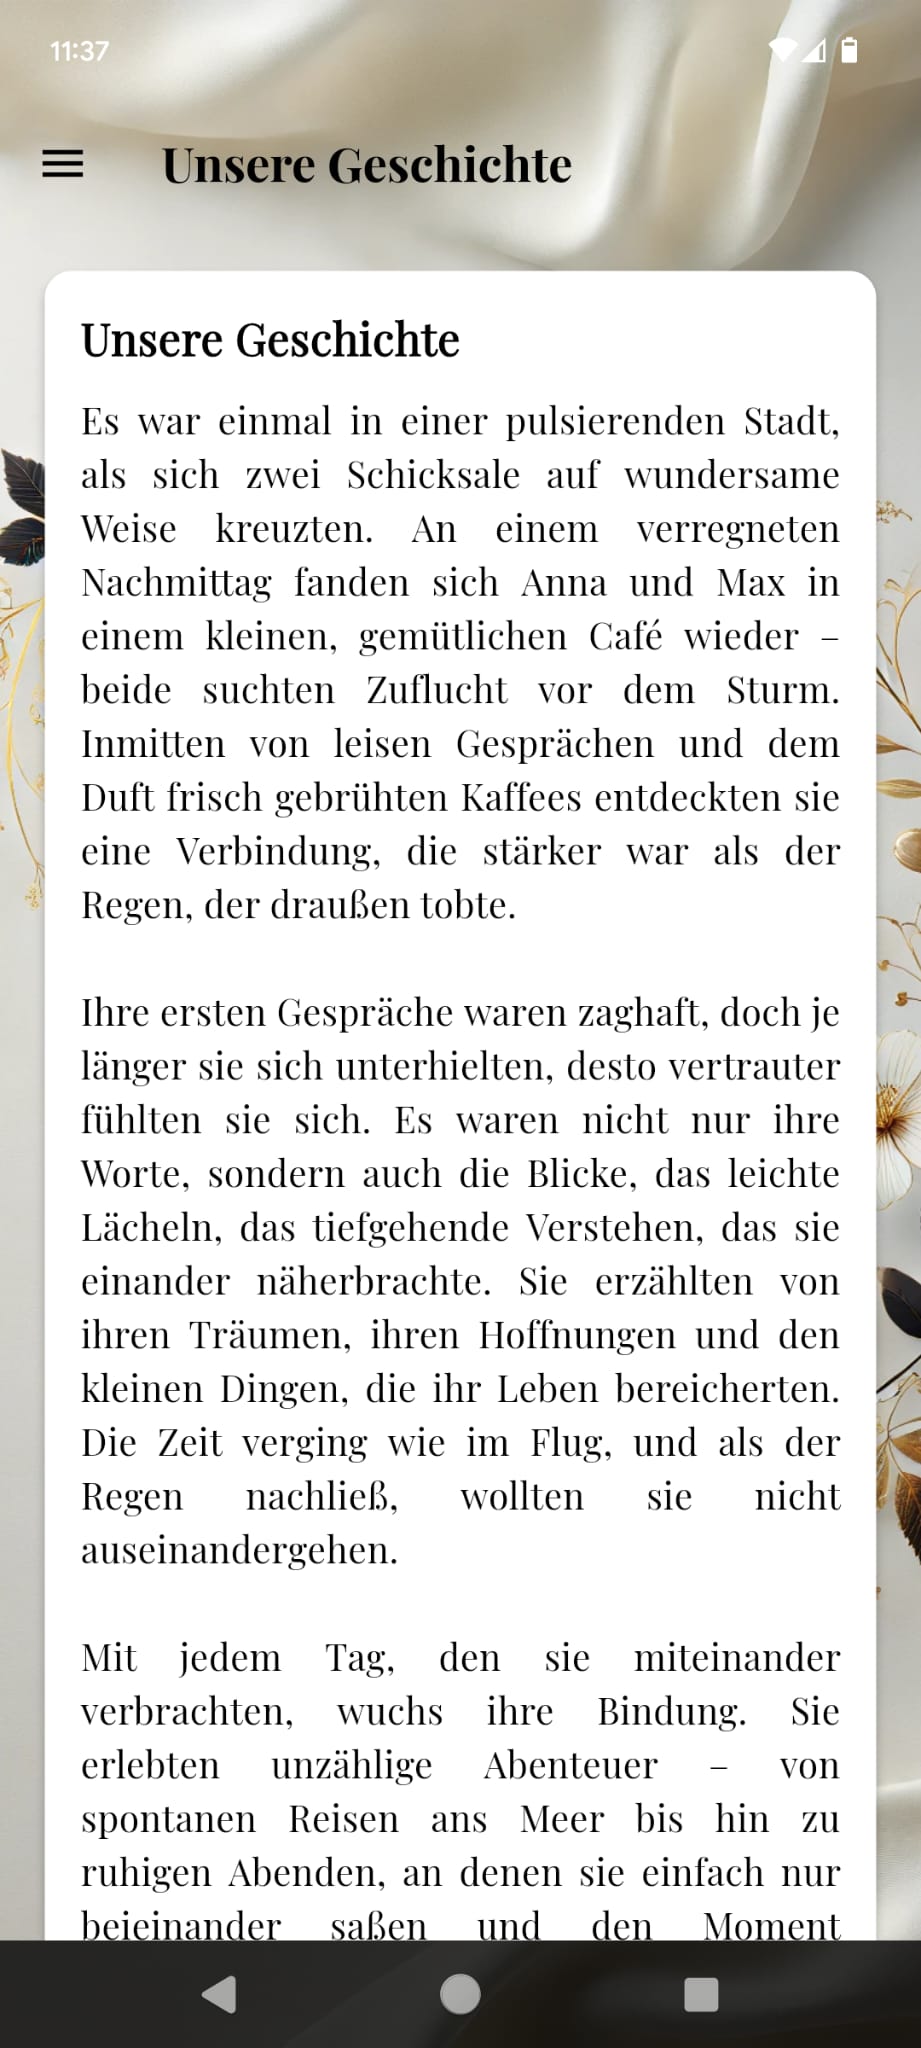 11:37
Unsere Geschichte
Unsere Geschichte
Es war einmal in einer pulsierenden Stadt,
als sich zwei Schicksale auf wundersame
Weise kreuzten. An einem verregneten
Nachmittag fanden sich Anna und Max in
einem kleinen, gemütlichen Café wieder –
beide suchten Zuflucht vor dem Sturm.
Inmitten von leisen Gesprächen und dem
Duft frisch gebrühten Kaffees entdeckten sie
eine Verbindung, die stärker war als der
Regen, der draußen tobte.
Ihre ersten Gespräche waren zaghaft, doch je
länger sie sich unterhielten, desto vertrauter
fühlten sie sich. Es waren nicht nur ihre
Worte, sondern auch die Blicke, das leichte
Lächeln, das tiefgehende Verstehen, das sie
einander näherbrachte. Sie erzählten von
ihren Träumen, ihren Hoffnungen und den
kleinen Dingen, die ihr Leben bereicherten.
Die Zeit verging wie im Flug, und als der
Regen nachließ, wollten sie nicht
auseinandergehen.
Mit jedem Tag, den sie miteinander
verbrachten, wuchs ihre Bindung. Sie
erlebten unzählige Abenteuer – von
spontanen Reisen ans Meer bis hin zu
ruhigen Abenden, an denen sie einfach nur
beieinander saßen und den Moment